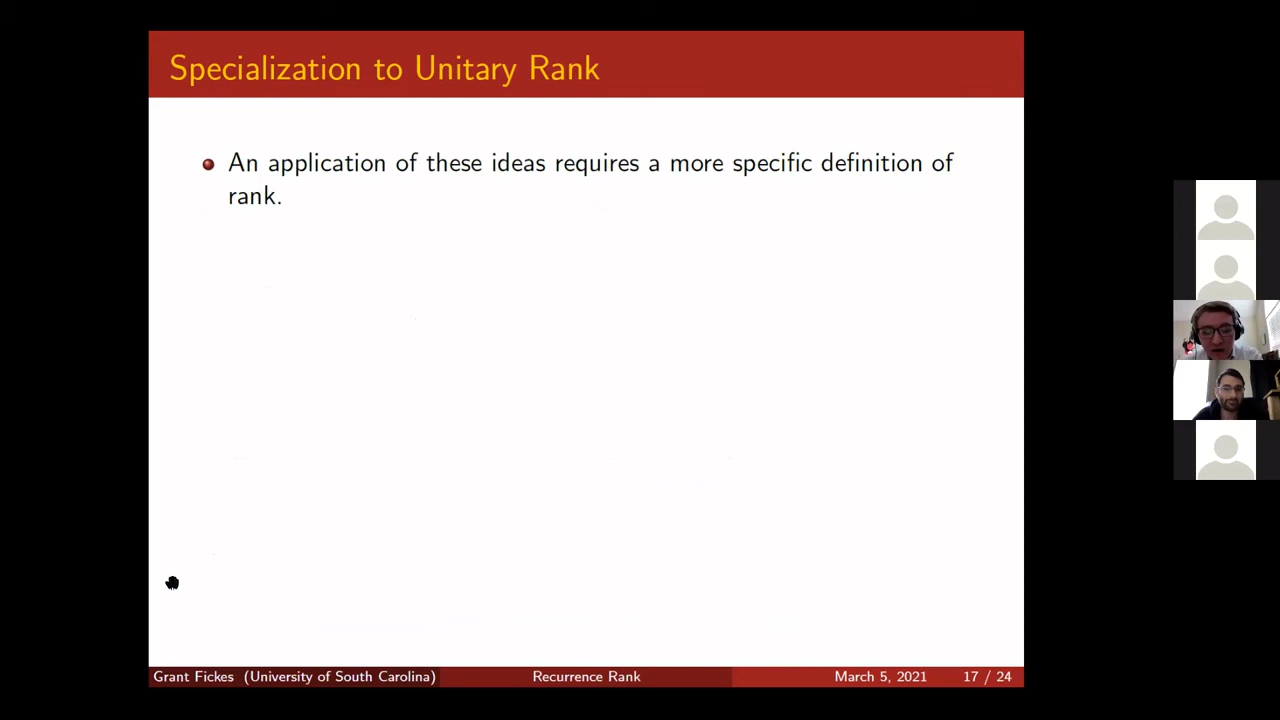 Specialization to Unitary Rank
An application of these ideas requires a more specific definition of
rank.
Grant Fickes (University of South Carolina) Recurrence Rank March 5, 2021 17 / 24